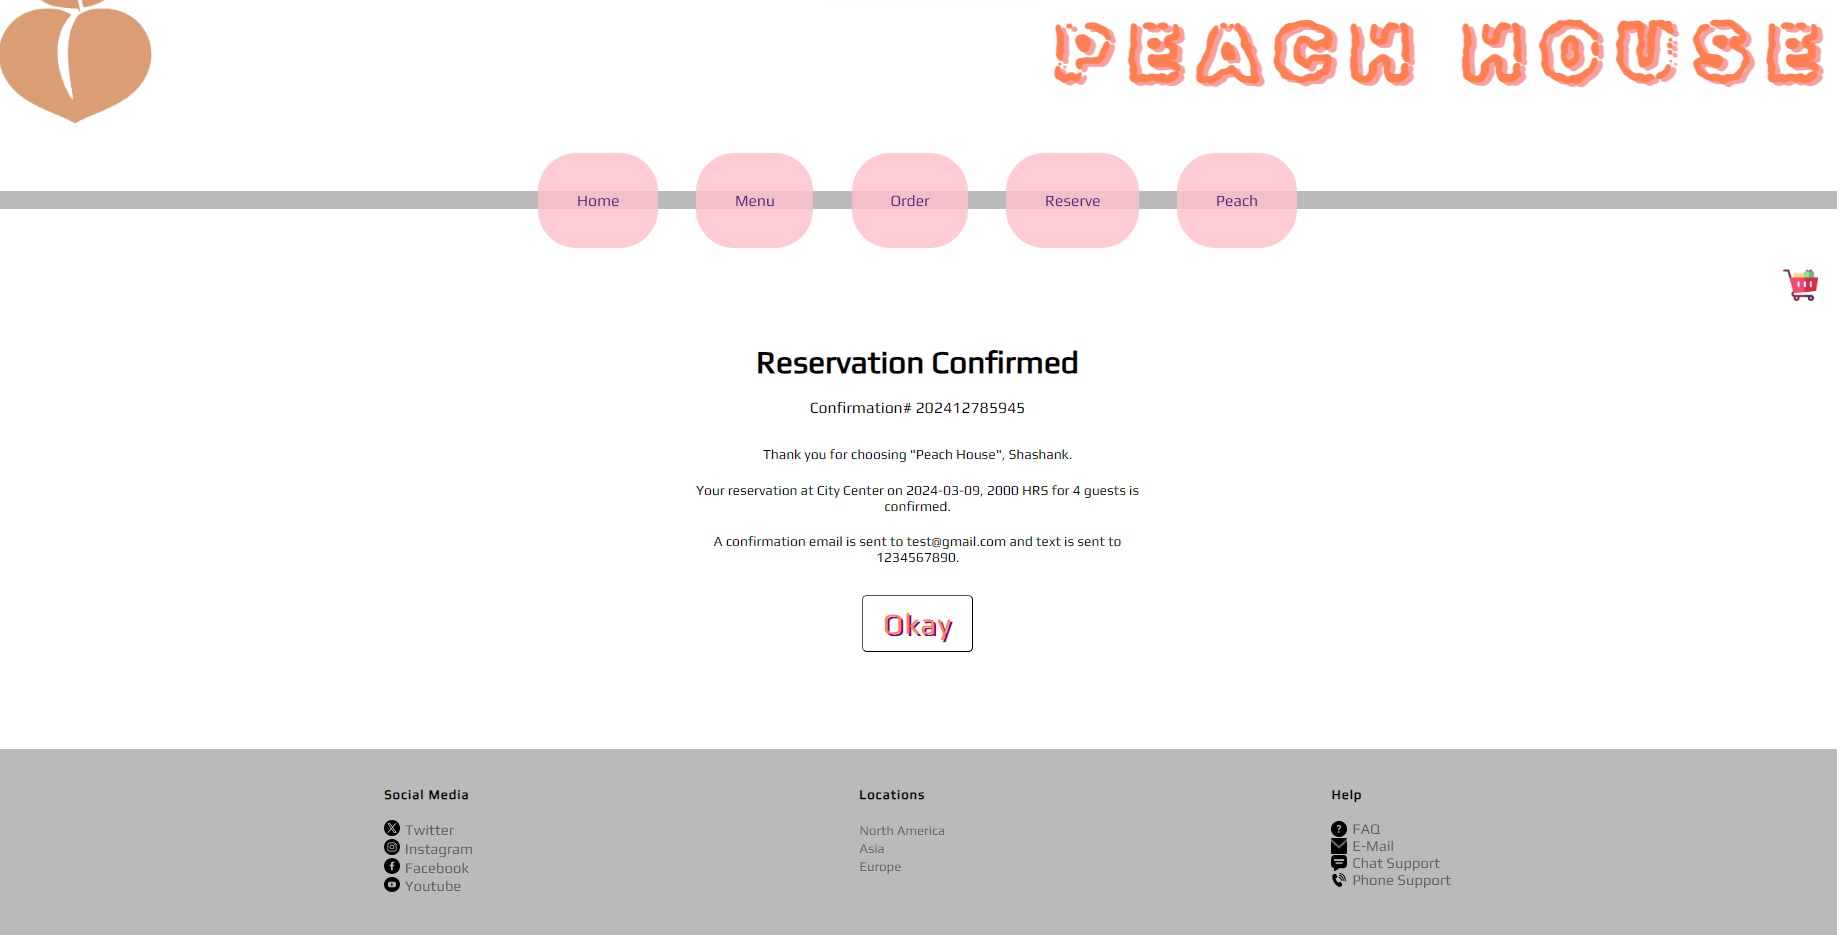 PEACH HOUSE
Home
Menu
Order
Reserve
Peach
Reservation Confirmed
Confirmation# 202412785945
Thank you for choosing "Peach House", Shashank.
Your reservation at City Center on 2024-03-09, 2000 HRS for 4 guests is
confirmed.
A confirmation email is sent to test@gmail.com and text is sent to
1234567890.
Okay
Social Media
Twitter
Instagram
Facebook
Youtube
Locations
North America
Asia
Europe
Help
FAQ
E-Mail
Chat Support
Phone Support